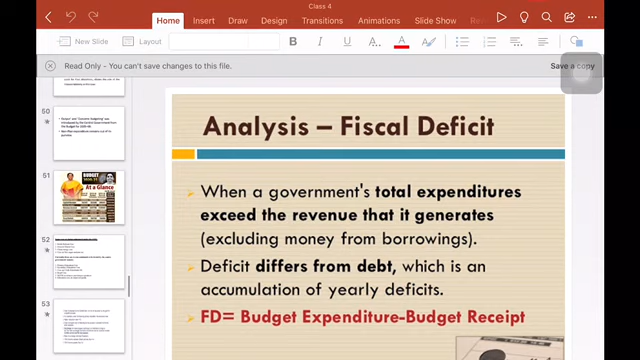 Class 4
Home Insert Draw Design Transitions Animations Slide Show
New Slide Layout B I U A... A
Read Only - You can't save changes to this file. Save a copy
50
51
BUDGET
At a Glance
52
53
Analysis – Fiscal Deficit
When a government's total expenditures
exceed the revenue that it generates
(excluding money from borrowings).
Deficit differs from debt, which is an
accumulation of yearly deficits.
FD= Budget Expenditure-Budget Receipt